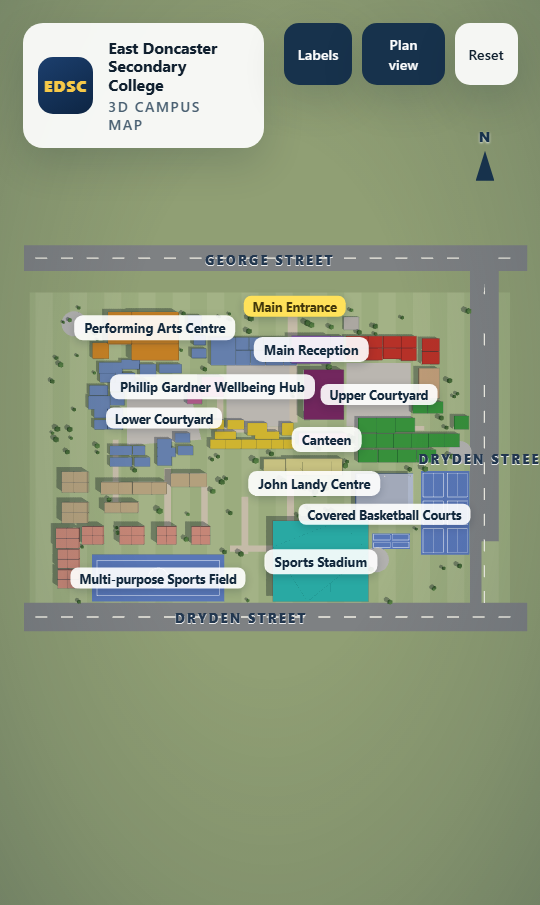 EDSC
East Doncaster
Secondary
College
3D CAMPUS
MAP
Labels
Plan
view
Reset
N
GEORGE STREET
Main Entrance
Performing Arts Centre
Main Reception
Phillip Gardner Wellbeing Hub
Upper Courtyard
Lower Courtyard
Canteen
DRYDEN STREE
John Landy Centre
Covered Basketball Courts
Sports Stadium
Multi-purpose Sports Field
DRYDEN STREET